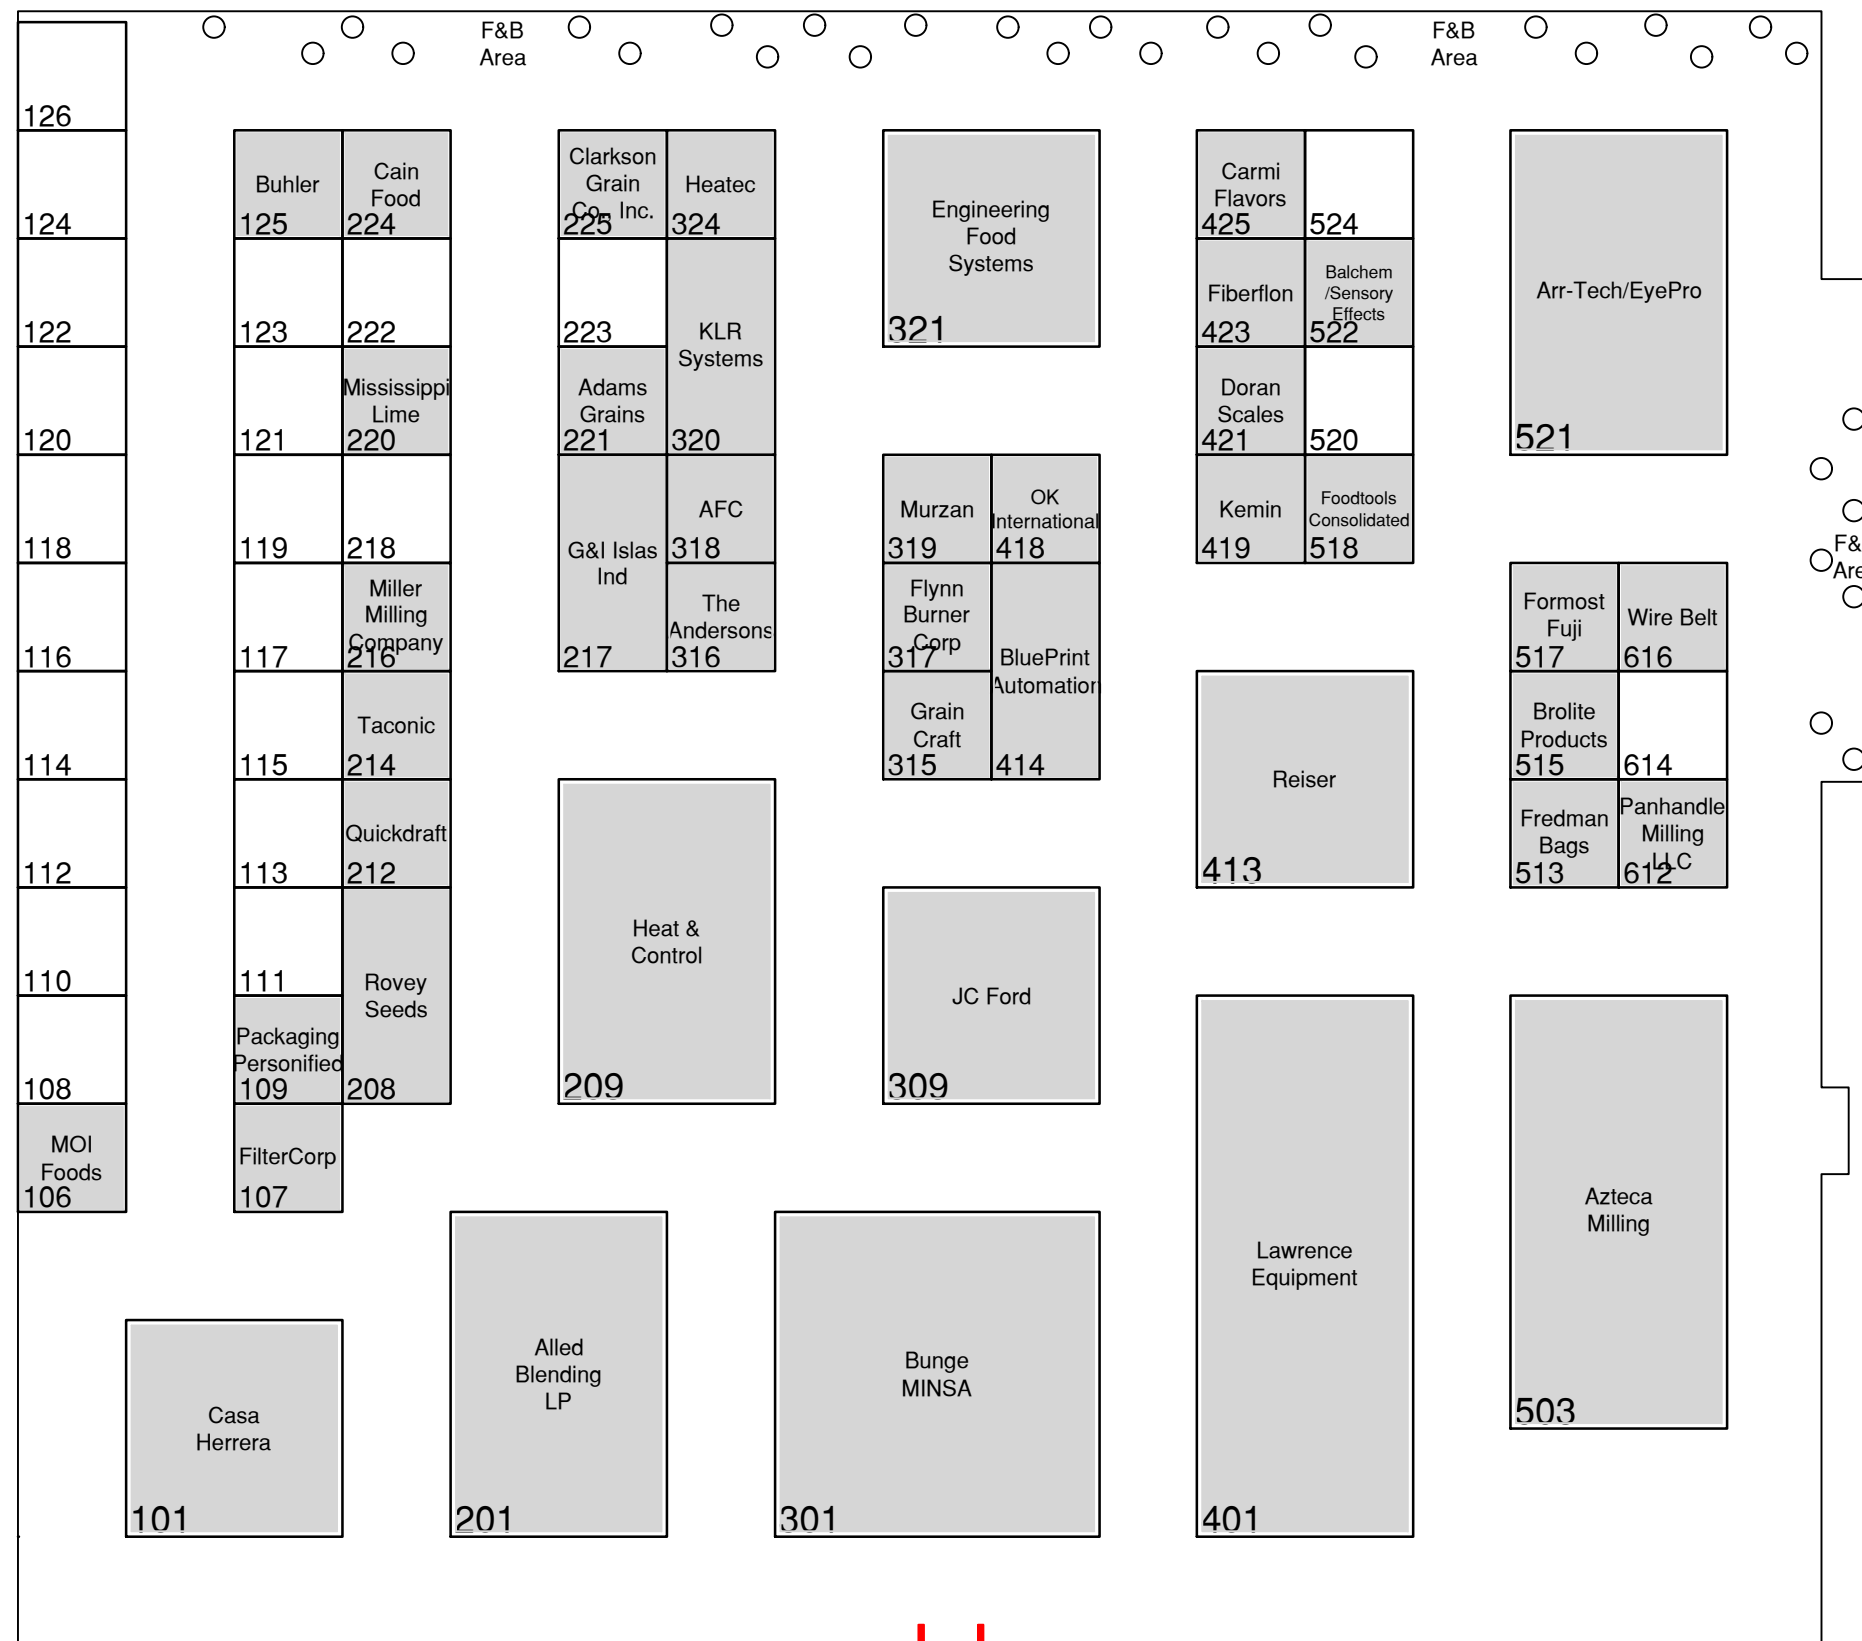 F&B
Area
F&B
Area
126
124
122
120
118
116
114
112
110
108
MOI
Foods
106
Buhler
125
123
121
119
117
115
113
111
Packaging
Personified
109
FilterCorp
107
Cain
Food
224
222
Mississippi
Lime
220
218
Miller
Milling
Company
216
Taconic
214
Quickdraft
212
Rovey
Seeds
208
Clarkson
Grain
Co., Inc.
225
223
Adams
Grains
221
G&I Islas
Ind
217
Heatec
324
KLR
Systems
320
AFC
318
The
Andersons
316
Heat &
Control
209
Engineering
Food
Systems
321
Murzan
319
Flynn
Burner
Corp
317
Grain
Craft
315
OK
International
418
BluePrint
Automation
414
JC Ford
309
Carmi
Flavors
425
Fiberflon
423
Doran
Scales
421
Kemin
419
524
Balchem
/Sensory
Effects
522
520
Foodtools
Consolidated
518
Reiser
413
Arr-Tech/EyePro
521
Formost
Fuji
517
Brolite
Products
515
Fredman
Bags
513
Wire Belt
616
614
Panhandle
Milling
LLC
612
F&
Are
Casa
Herrera
101
Alled
Blending
LP
201
Bunge
MINSA
301
Lawrence
Equipment
401
Azteca
Milling
503